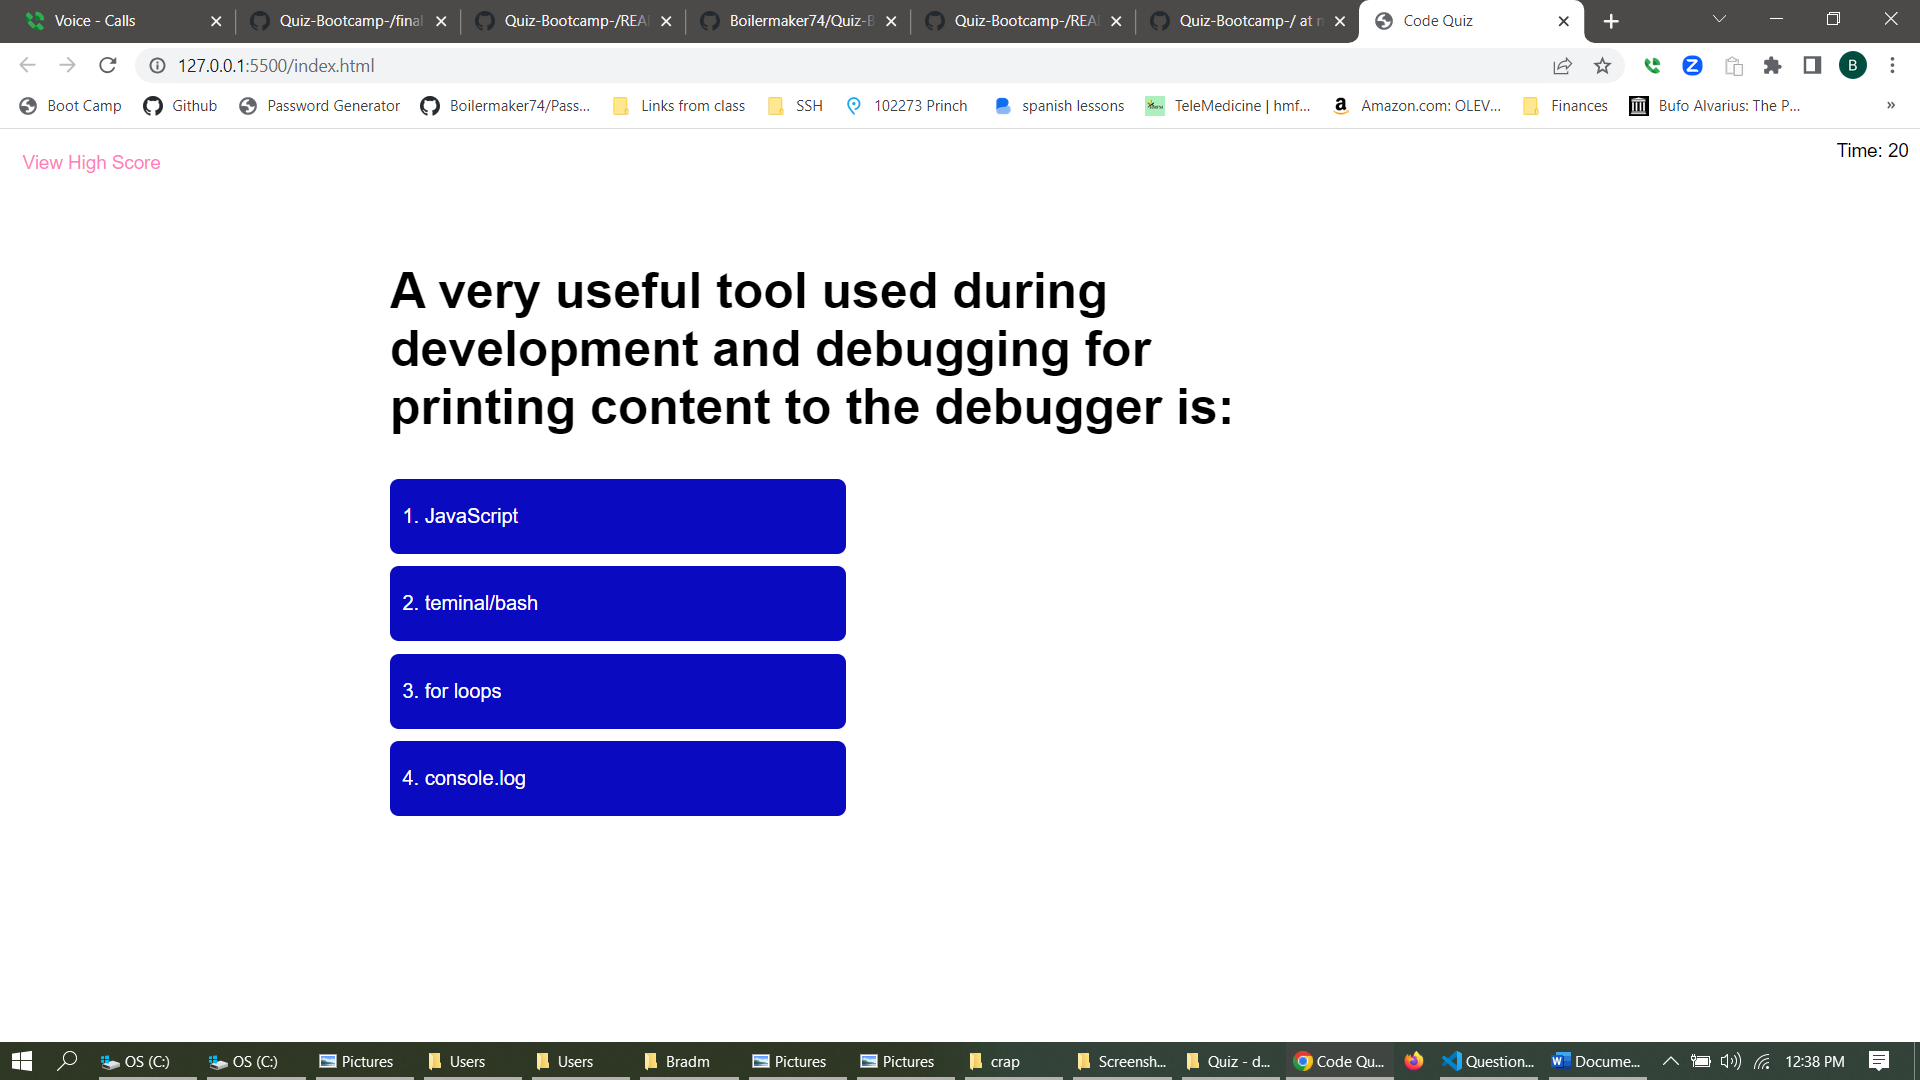 Voice - Calls
Quiz-Bootcamp-/final
Quiz-Bootcamp-/REA
Boilermaker74/Quiz-B
Quiz-Bootcamp-/REA
Quiz-Bootcamp-/ at m
Code Quiz
127.0.0.1:5500/index.html
B
Boot Camp
Github
Password Generator
Boilermaker74/Pass...
Links from class
SSH
102273 Princh
spanish lessons
TeleMedicine | hmf...
Amazon.com: OLEV...
Finances
Bufo Alvarius: The P...
»
View High Score
Time: 20
A very useful tool used during
development and debugging for
printing content to the debugger is:
1. JavaScript
2. teminal/bash
3. for loops
4. console.log
OS (C:)
OS (C:)
Pictures
Users
Users
Bradm
Pictures
Pictures
crap
Screensh...
Quiz - d...
Code Qu...
Question...
Docume...
12:38 PM